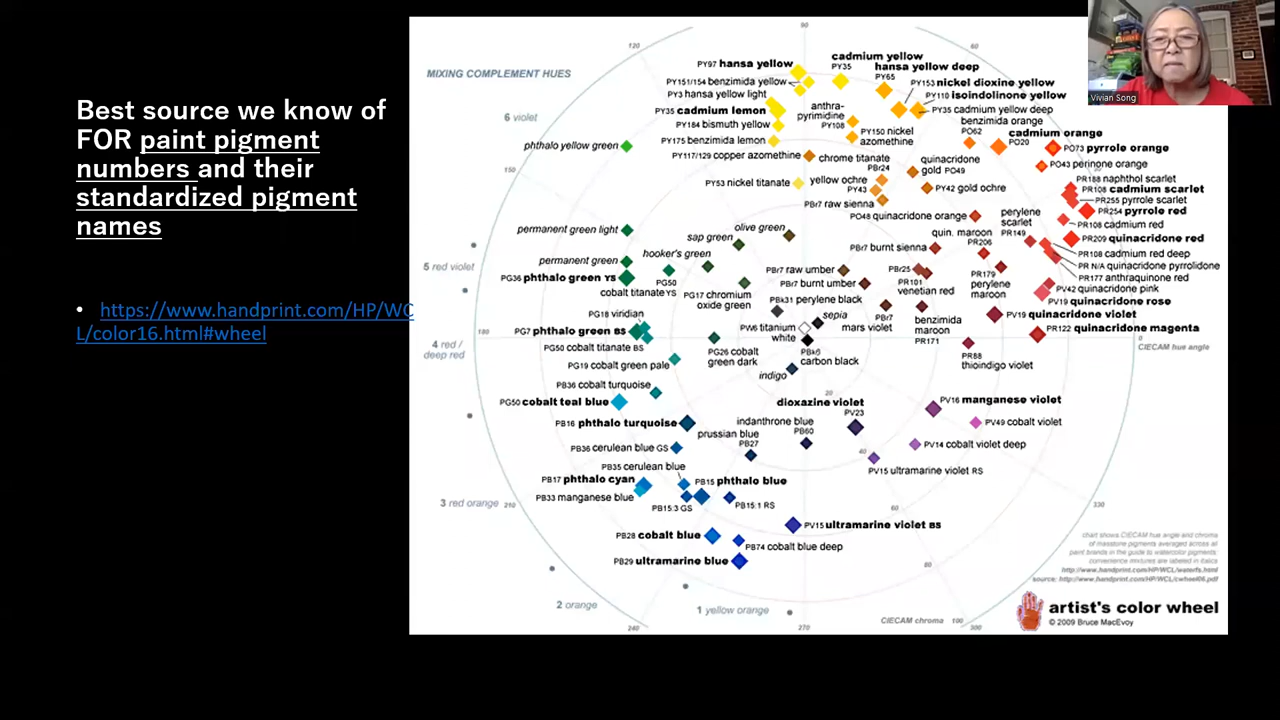 Best source we know of
FOR paint pigment
numbers and their
standardized pigment
names
• https://www.handprint.com/HP/WC
L/color16.html#wheel
Vivian Song
MIXING COMPLEMENT HUES
120
90
60
6 violet
150
5 red violet
180
4 red /
deep red
3 red orange
210
2 orange
240
1 yellow orange
270
330
0
CIECAM hue angle
CIECAM chroma
100
80
60
40
20
PY97 hansa yellow
PY151/154 benzimida yellow
PY3 hansa yellow light
PY35 cadmium lemon
PY184 bismuth yellow
PY175 benzimida lemon
PY117/129 copper azomethine
PY53 nickel titanate
cadmium yellow
PY35
hansa yellow deep
PY65
PY153 nickel dioxine yellow
PY110 isoindolinone yellow
PY35 cadmium yellow deep
anthra-
pyrimidine
PY108
PY150 nickel
azomethine
benzimida orange
PO62
cadmium orange
PO20
PO73 pyrrole orange
PO43 perinone orange
chrome titanate
PBr24
yellow ochre
PY43
PBr7 raw sienna
quinacridone
gold PO49
PY42 gold ochre
PR188 naphthol scarlet
PR108 cadmium scarlet
PR255 pyrrole scarlet
PR254 pyrrole red
PR108 cadmium red
PR209 quinacridone red
PR108 cadmium red deep
PR N/A quinacridone pyrrolidone
PR177 anthraquinone red
PV42 quinacridone pink
PV19 quinacridone rose
PV19 quinacridone violet
PR122 quinacridone magenta
PO48 quinacridone orange
perylene
scarlet
PR149
quin. maroon
PR206
PR179
perylene
maroon
PBr7 burnt sienna
PBr25
PR101
venetian red
PBr7 raw umber
PBr7 burnt umber
PBr7
mars violet
benzimida
maroon
PR171
PR88
thioindigo violet
phthalo yellow green
permanent green light
permanent green
PG36 phthalo green YS
cobalt titanate YS
PG50
hooker's green
sap green
olive green
PG17 chromium
oxide green
PBk31 perylene black
sepia
PW6 titanium
white
PBk6
carbon black
indigo
PG18 viridian
PG7 phthalo green BS
PG50 cobalt titanate BS
PG19 cobalt green pale
PG26 cobalt
green dark
PB36 cobalt turquoise
PG50 cobalt teal blue
PB16 phthalo turquoise
PB36 cerulean blue GS
PB35 cerulean blue
PB17 phthalo cyan
PB33 manganese blue
PB15 phthalo blue
PB15:3 GS
PB15:1 RS
prussian blue
PB27
indanthrone blue
PB60
dioxazine violet
PV23
PV16 manganese violet
PV49 cobalt violet
PV14 cobalt violet deep
PV15 ultramarine violet RS
PV15 ultramarine violet BS
PB28 cobalt blue
PB74 cobalt blue deep
PB29 ultramarine blue
chart shows CIECAM hue angle and chroma
of masstone pigments averaged across all
paint brands in the guide to watercolor pigments;
convenience mixtures are labeled in italics
http://www.handprint.com/HP/WCL/waterfs.html
source: http://www.handprint.com/HP/WCL/cwheel06.pdf
artist's color wheel
© 2009 Bruce MacEvoy